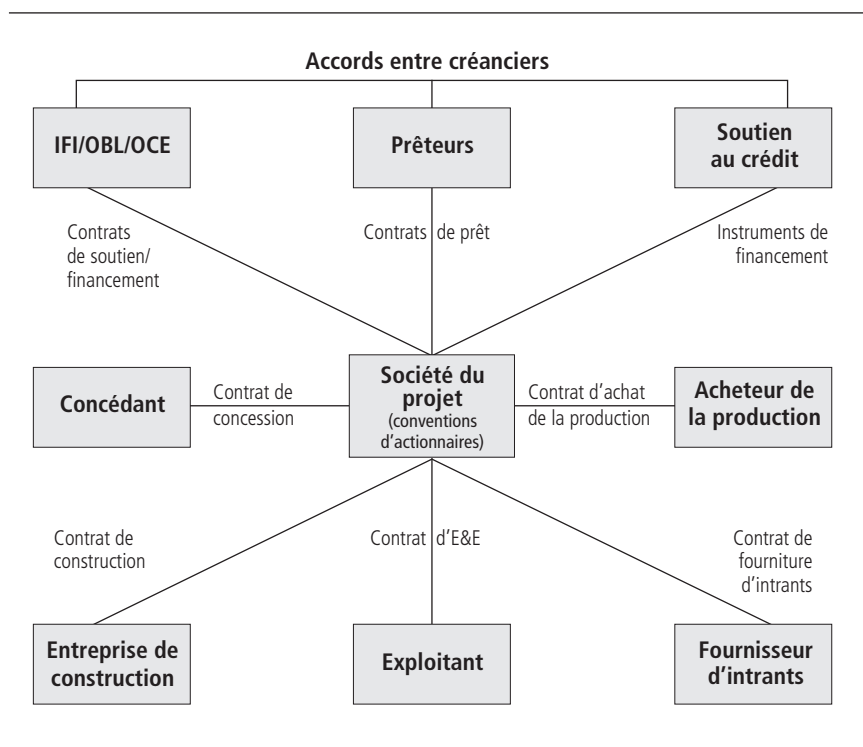 Accords entre créanciers
IFI/OBL/OCE
Prêteurs
Soutien
au crédit
Contrats
de soutien/
financement
Contrats de prêt
Instruments de
financement
Concédant
Contrat de
concession
Société du
projet
(conventions
d'actionnaires)
Contrat d'achat
de la production
Acheteur de
la production
Contrat de
construction
Contrat d'E&E
Contrat de
fourniture
d'intrants
Entreprise de
construction
Exploitant
Fournisseur
d'intrants